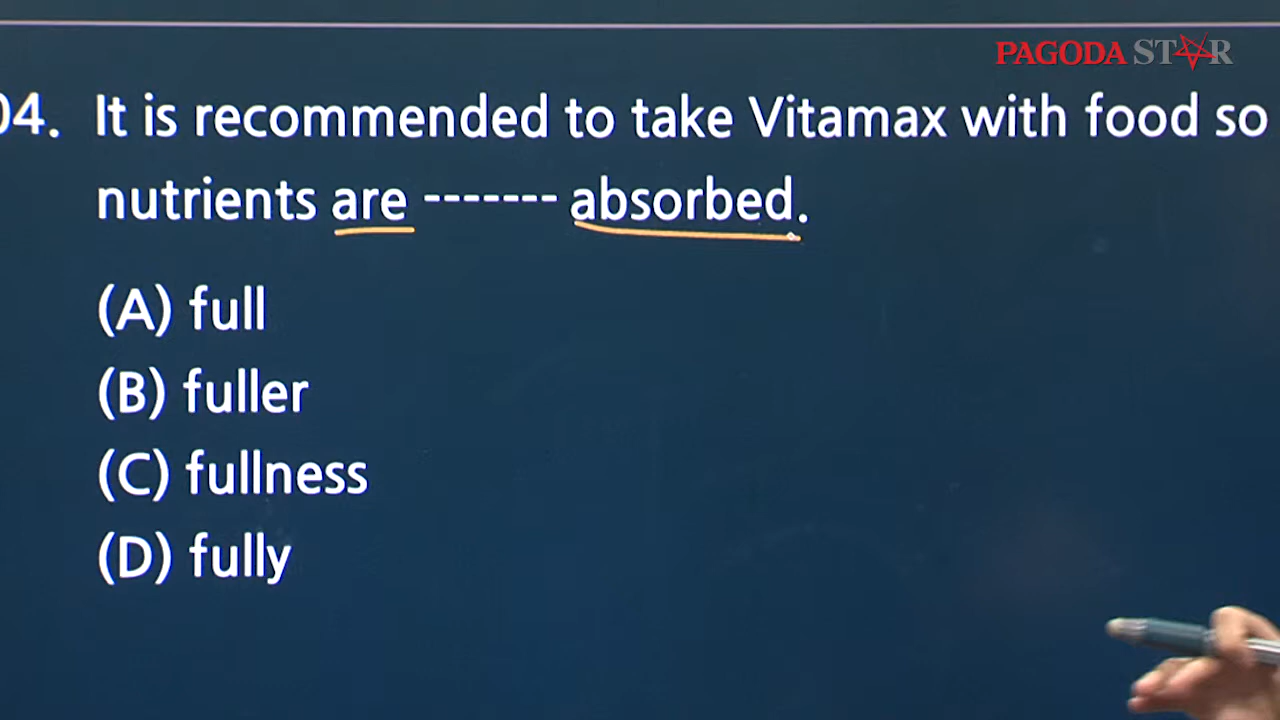 PAGODA STAR
04. It is recommended to take Vitamax with food so
nutrients are ------- absorbed.
(A) full
(B) fuller
(C) fullness
(D) fully